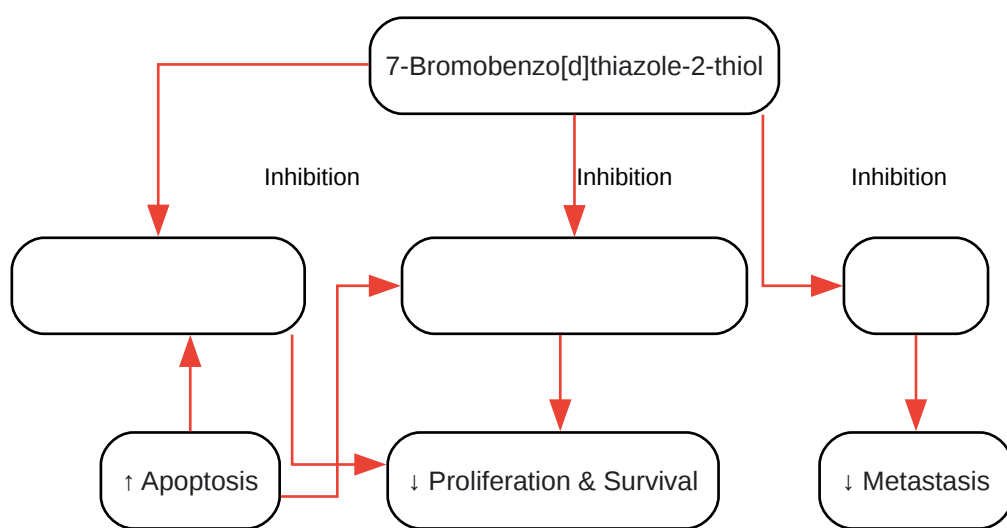 7-Bromobenzo[d]thiazole-2-thiol
Inhibition
Inhibition
Inhibition
↑ Apoptosis
↓ Proliferation & Survival
↓ Metastasis